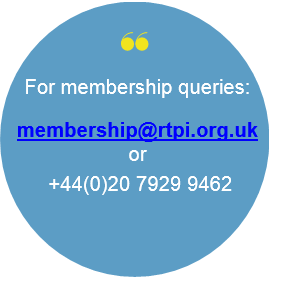 ❝
For membership queries:
membership@rtpi.org.uk
or
+44(0)20 7929 9462